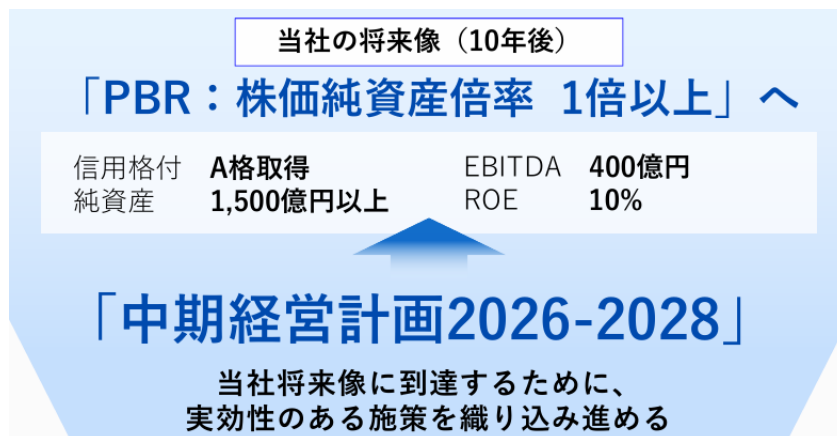 当社の将来像（10年後）
「PBR：株価純資産倍率 1倍以上」へ
信用格付 A格取得 EBITDA 400億円
純資産 1,500億円以上 ROE 10%
「中期経営計画2026-2028」
当社将来像に到達するために、
実効性のある施策を織り込み進める